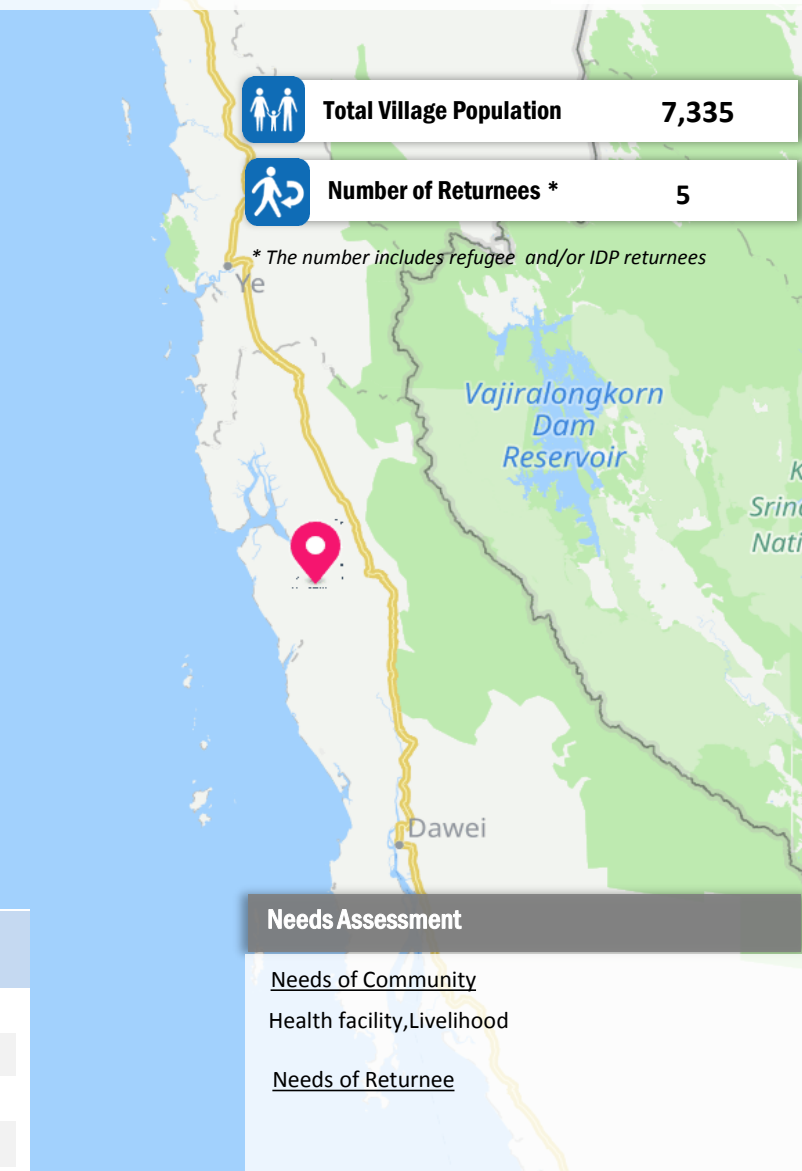 Total Village Population 7,335
Number of Returnees * 5
* The number includes refugee and/or IDP returnees
Ye
Vajiralongkorn
Dam
Reservoir
Dawei
Needs Assessment
Needs of Community
Health facility,Livelihood
Needs of Returnee